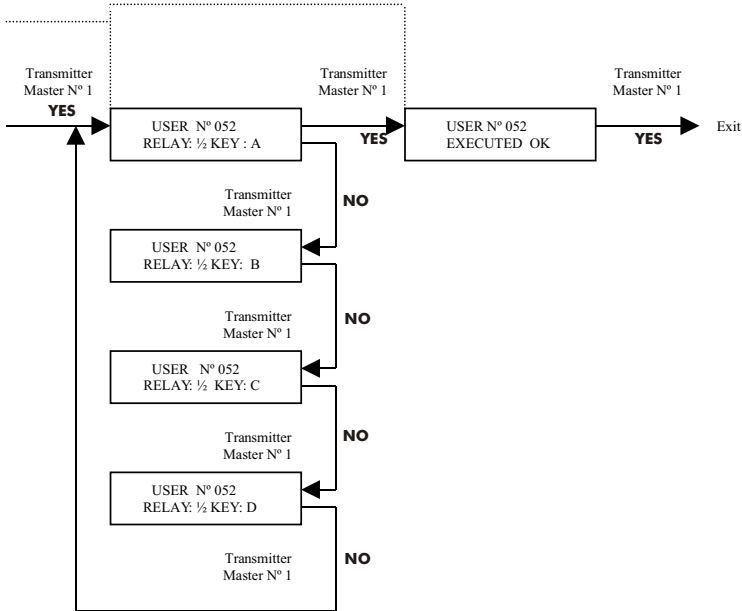 Transmitter
Master Nº 1
YES
USER Nº 052
RELAY: ½ KEY : A
Transmitter
Master Nº 1
YES
USER Nº 052
EXECUTED OK
Transmitter
Master Nº 1
YES
Exit
Transmitter
Master Nº 1
NO
USER Nº 052
RELAY: ½ KEY: B
Transmitter
Master Nº 1
NO
USER Nº 052
RELAY: ½ KEY: C
Transmitter
Master Nº 1
NO
USER Nº 052
RELAY: ½ KEY: D
Transmitter
Master Nº 1
NO